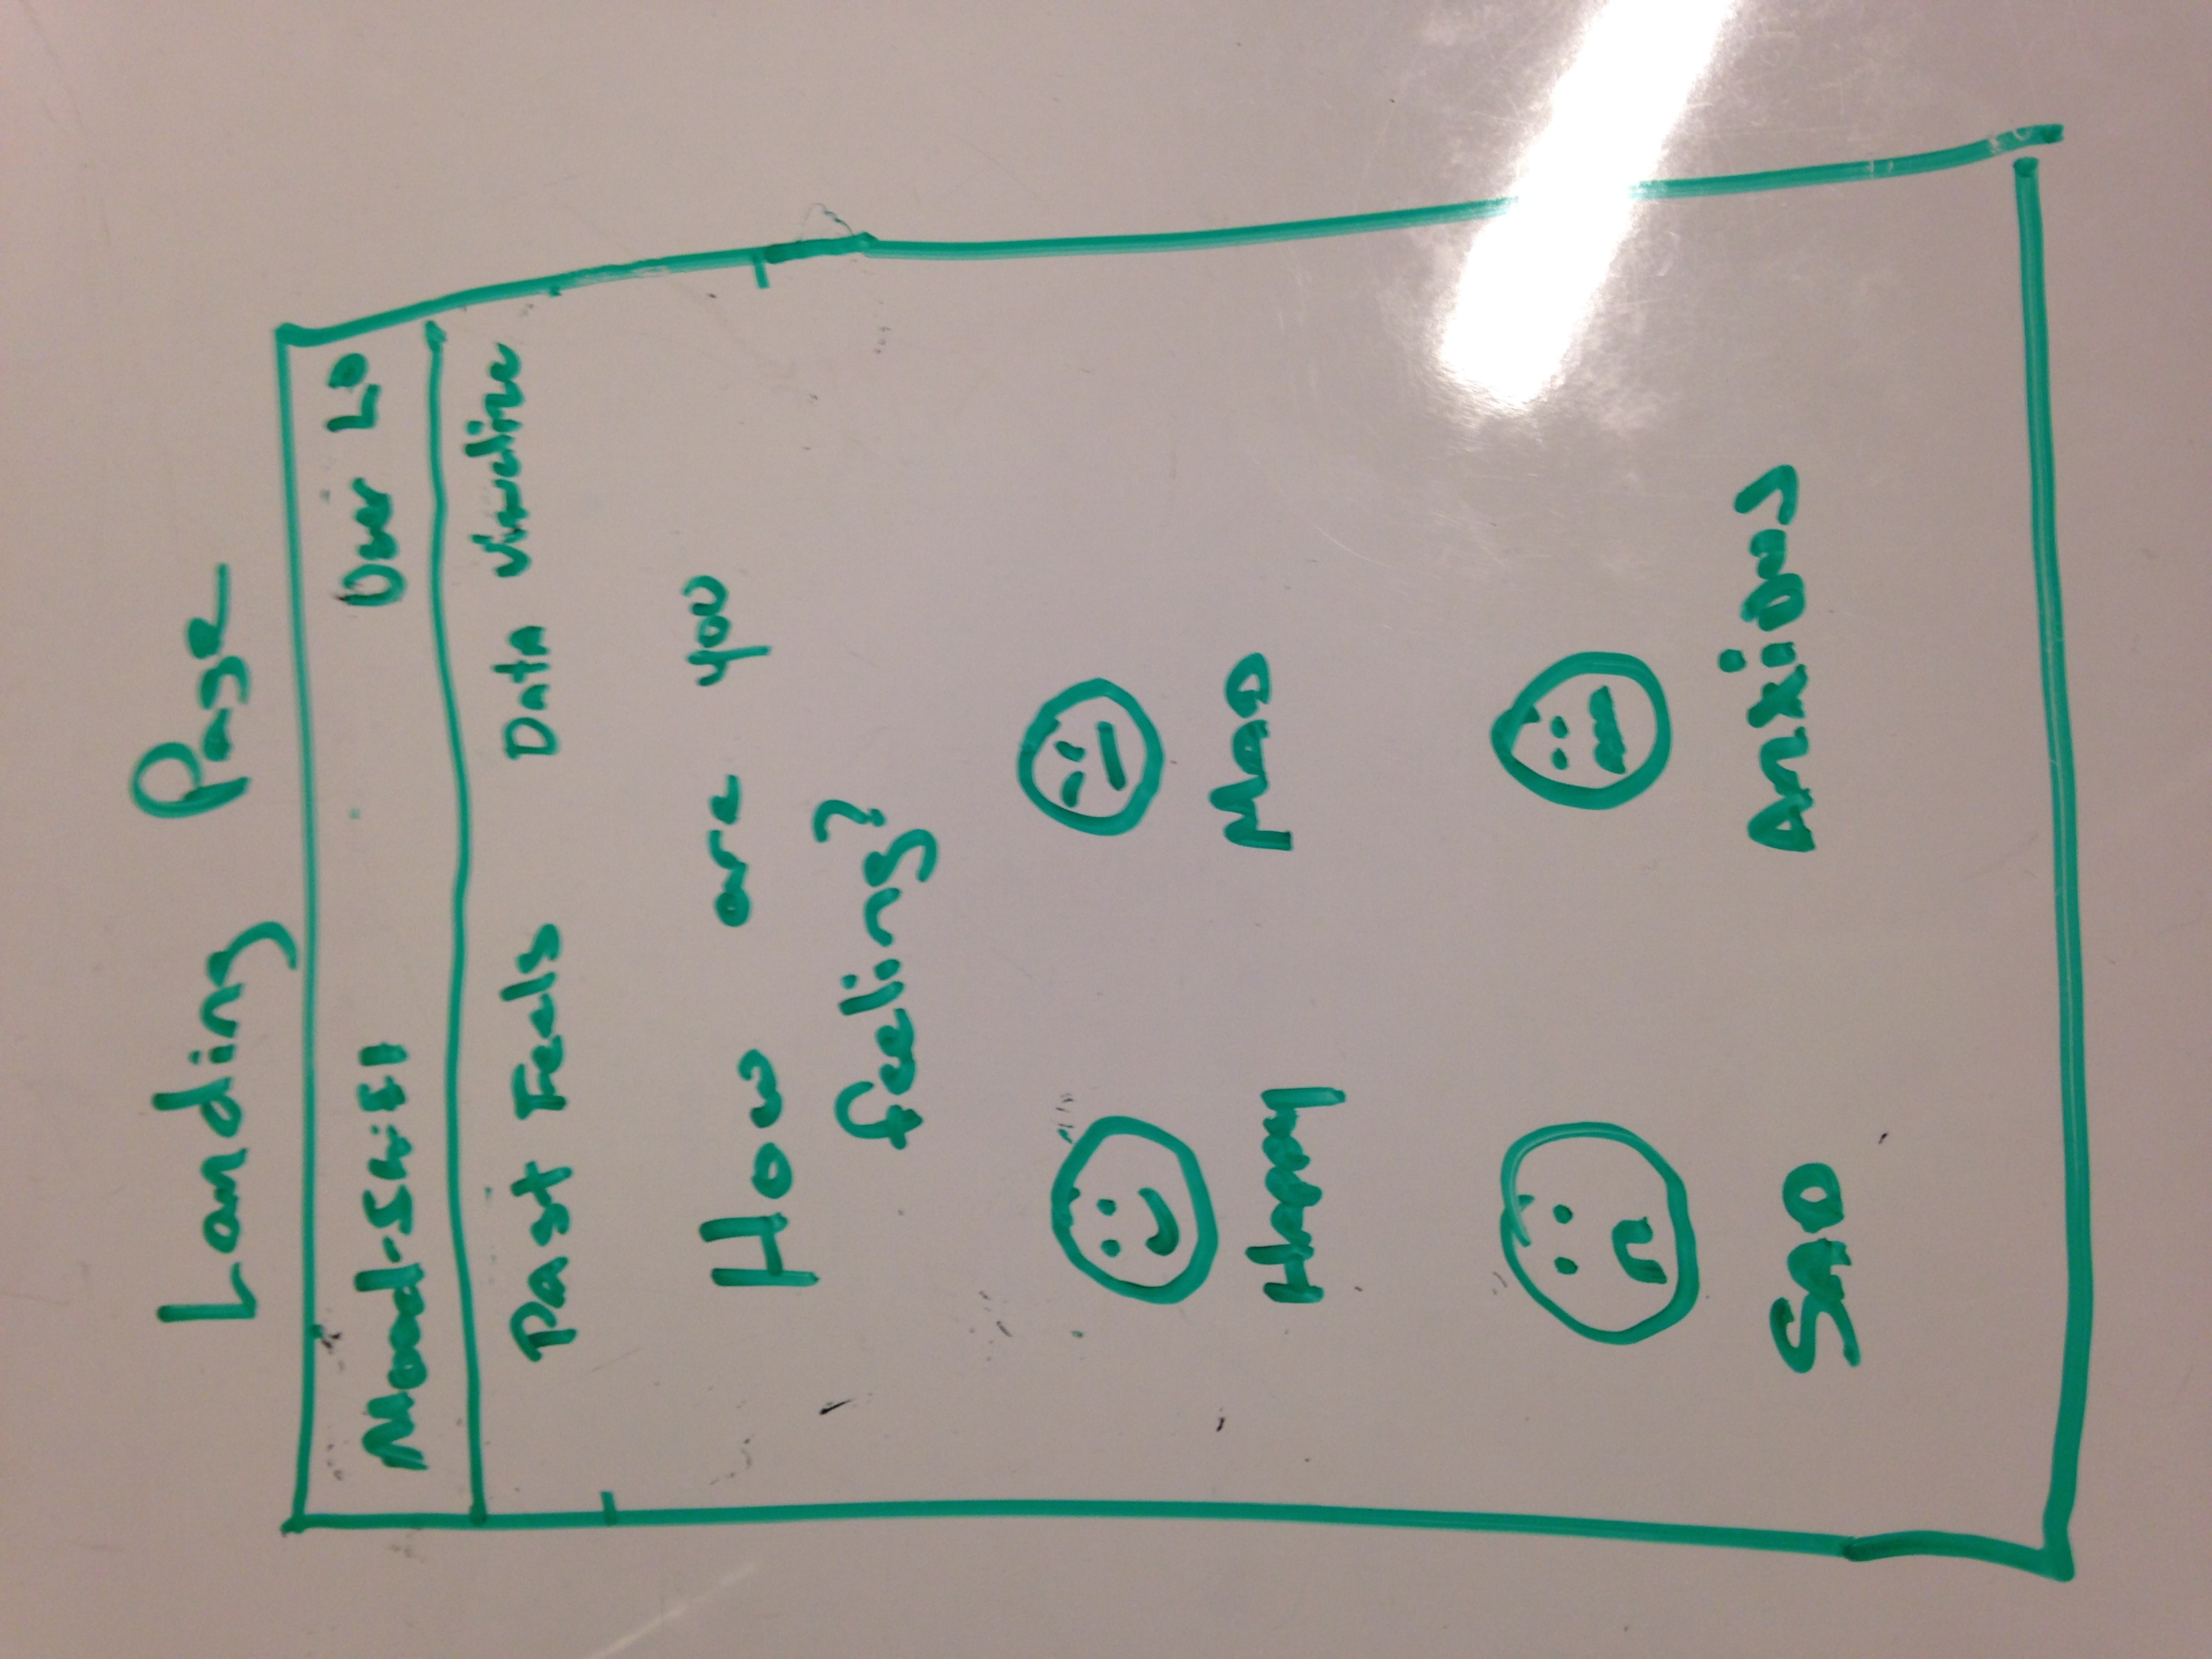 Landing Page
Mood-Shift User LO
Past Feels Data Visualize
How are you
feeling?
Happy MAD
SAD Anxious